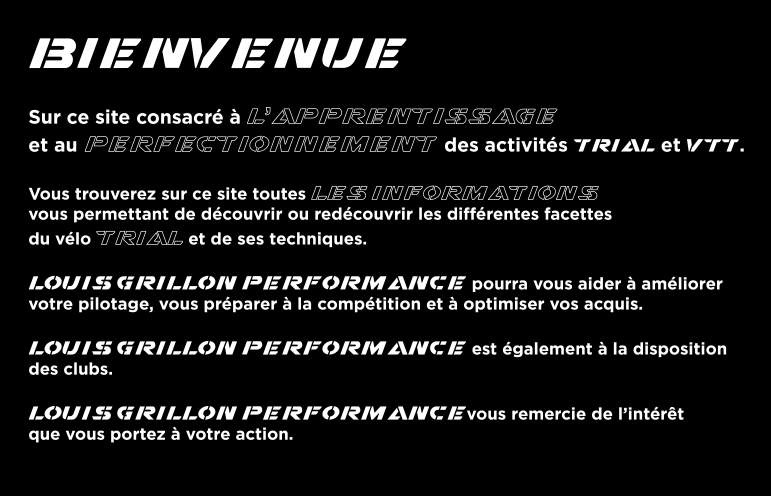 BIENVENUE
Sur ce site consacré à L'APPRENTISSAGE
et au PERFECTIONNEMENT des activités TRIAL et VTT.
Vous trouverez sur ce site toutes LES INFORMATIONS
vous permettant de découvrir ou redécouvrir les différentes facettes
du vélo TRIAL et de ses techniques.
LOUIS GRILLON PERFORMANCE pourra vous aider à améliorer
votre pilotage, vous préparer à la compétition et à optimiser vos acquis.
LOUIS GRILLON PERFORMANCE est également à la disposition
des clubs.
LOUIS GRILLON PERFORMANCE vous remercie de l'intérêt
que vous portez à votre action.